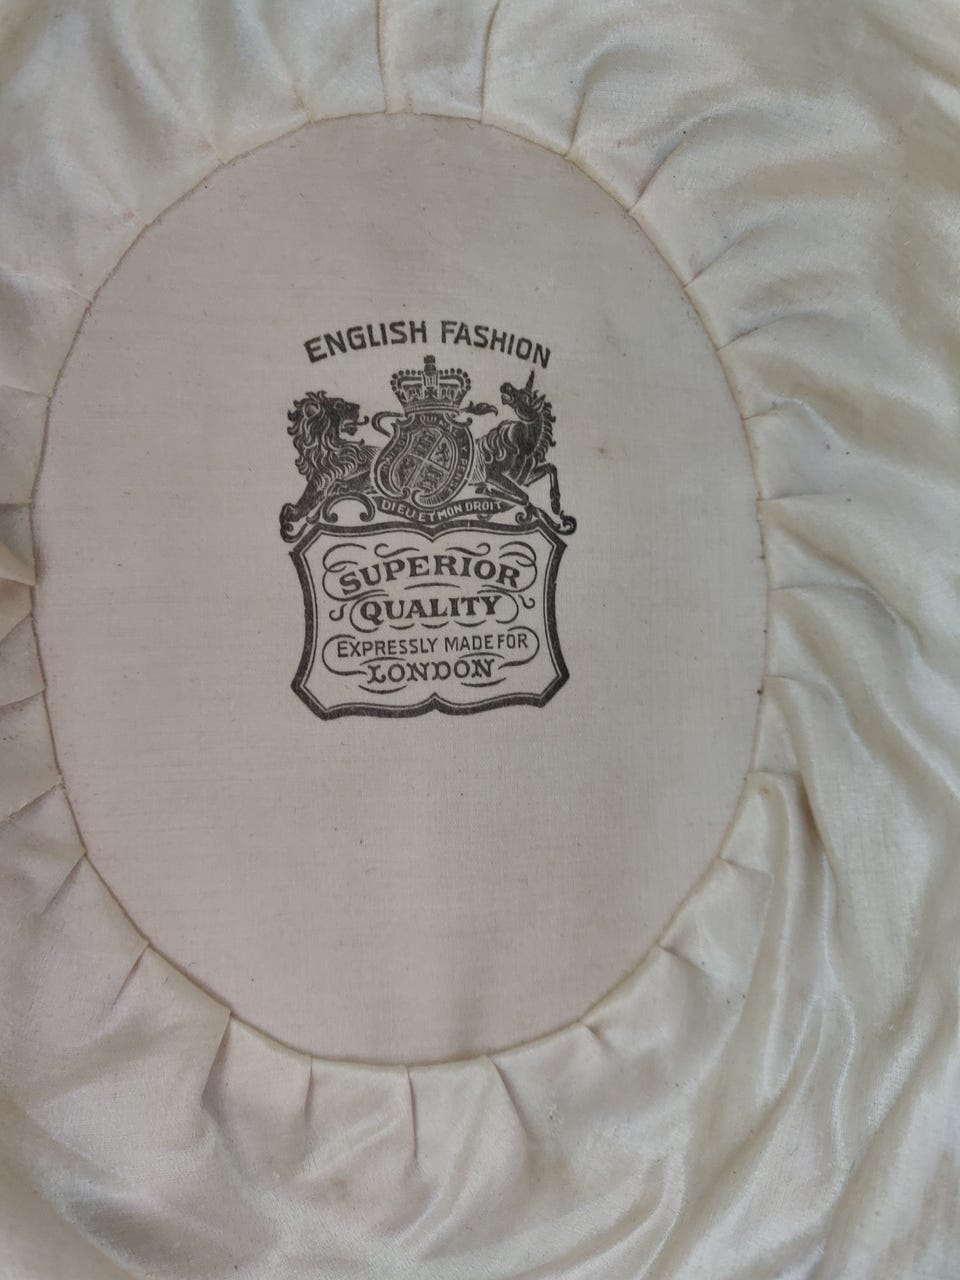 ENGLISH FASHION
DIEU ET MON DROIT
SUPERIOR
QUALITY
EXPRESSLY MADE FOR
LONDON